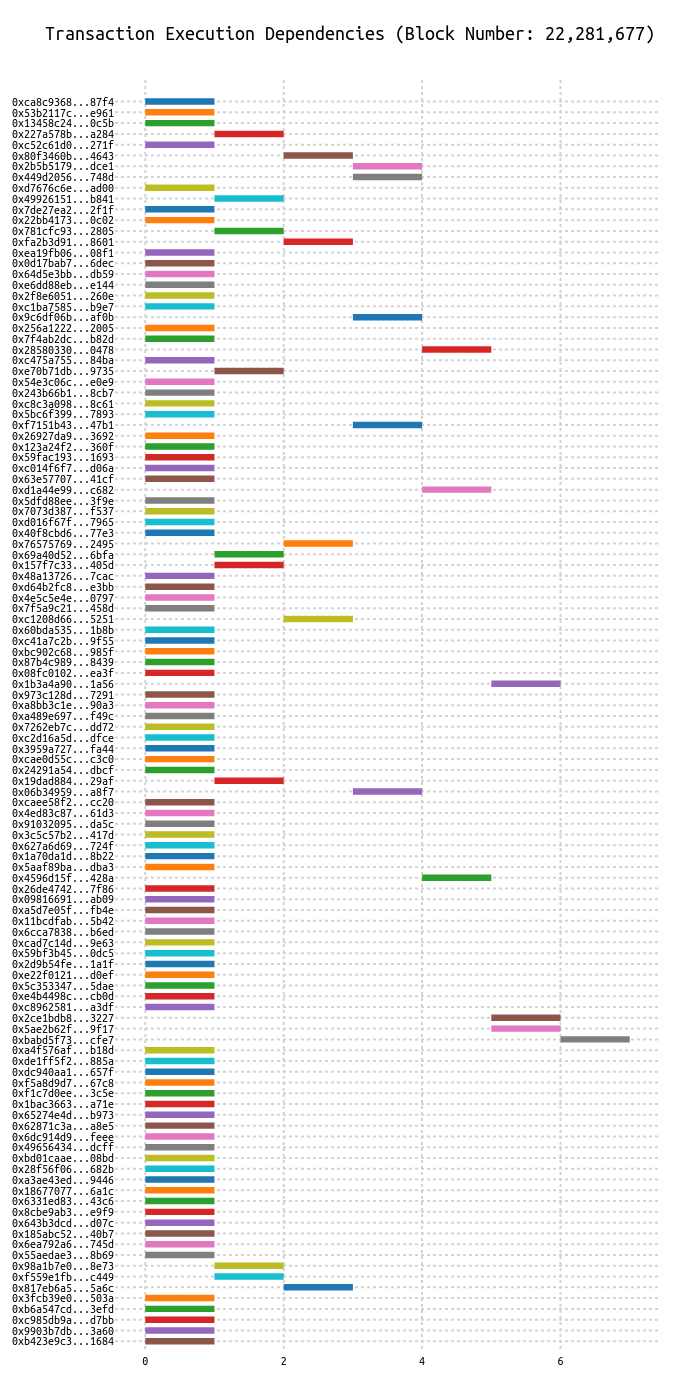 Transaction Execution Dependencies (Block Number: 22,281,677)
0xca8c9368...87f4
0x53b2117c...e961
0x13458c24...0c5b
0x227a578b...a284
0xc52c61d0...271f
0x80f3460b...4643
0x2b5b5179...dce1
0x449d2056...748d
0xd7676c6e...ad00
0x49926151...b841
0x7de27ea2...2f1f
0x22bb4173...0c02
0x781cfc93...2805
0xfa2b3d91...8601
0xea19fb06...08f1
0x0d17bab7...6dec
0x64d5e3bb...db59
0xe6dd88eb...e144
0x2f8e6051...260e
0xc1ba7585...b9e7
0x9c6df06b...af0b
0x256a1222...2005
0x7f4ab2dc...b82d
0x28580330...0478
0xc475a755...84ba
0xe70b71db...9735
0x54e3c06c...e0e9
0x243b66b1...8cb7
0xc8c3a098...8c61
0x5bc6f399...7893
0xf7151b43...47b1
0x26927da9...3692
0x123a24f2...360f
0x59fac193...1693
0xc014f6f7...d06a
0x63e57707...41cf
0xd1a44e99...c682
0x5dfd88ee...3f9e
0x7073d387...f537
0xd016f67f...7965
0x40f8cbd6...77e3
0x76575769...2495
0x69a40d52...6bfa
0x157f7c33...405d
0x48a13726...7cac
0xd64b2fc8...e3bb
0x4e5c5e4e...0797
0x7f5a9c21...458d
0xc1208d66...5251
0x60bda535...1b8b
0xc41a7c2b...9f55
0xbc902c68...985f
0x87b4c989...8439
0x08fc0102...ea3f
0x1b3a4a90...1a56
0x973c128d...7291
0xa8bb3c1e...90a3
0xa489e697...f49c
0x7262eb7c...dd72
0xc2d16a5d...dfce
0x3959a727...fa44
0xcae0d55c...c3c0
0x24291a54...dbcf
0x19dad884...29af
0x06b34959...a8f7
0xcaee58f2...cc20
0x4ed83c87...61d3
0x91032095...da5c
0x3c5c57b2...417d
0x627a6d69...724f
0x1a70da1d...8b22
0x5aaf89ba...dba3
0x4596d15f...428a
0x26de4742...7f86
0x09816691...ab09
0xa5d7e05f...fb4e
0x11bcdfab...5b42
0x6cca7838...b6ed
0xcad7c14d...9e63
0x59bf3b45...0dc5
0x2d9b54fe...1a1f
0xe22f0121...d0ef
0x5c353347...5dae
0xe4b4498c...cb0d
0xc8962581...a3df
0x2ce1bdb8...3227
0x5ae2b62f...9f17
0xbabd5f73...cfe7
0xa4f576af...b18d
0xde1ff5f2...885a
0xdc940aa1...657f
0xf5a8d9d7...67c8
0xf1c7d0ee...3c5e
0x1bac3663...a71e
0x65274e4d...b973
0x62871c3a...a8e5
0x6dc914d9...feee
0x49656434...dcff
0xbd01caae...08bd
0x28f56f06...682b
0xa3ae43ed...9446
0x18677077...6a1c
0x6331ed83...43c6
0x8cbe9ab3...e9f9
0x643b3dcd...d07c
0x185abc52...40b7
0x6ea792a6...745d
0x55aedae3...8b69
0x98a1b7e0...8e73
0xf559e1fb...c449
0x817eb6a5...5a6c
0x3fcb39e0...503a
0xb6a547cd...3efd
0xc985db9a...d7bb
0x9903b7db...3a60
0xb423e9c3...1684
0 2 4 6